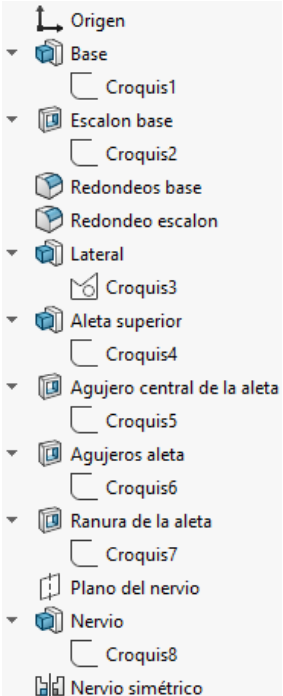 Origen
Base
Croquis1
Escalon base
Croquis2
Redondeos base
Redondeo escalon
Lateral
Croquis3
Aleta superior
Croquis4
Agujero central de la aleta
Croquis5
Agujeros aleta
Croquis6
Ranura de la aleta
Croquis7
Plano del nervio
Nervio
Croquis8
Nervio simétrico